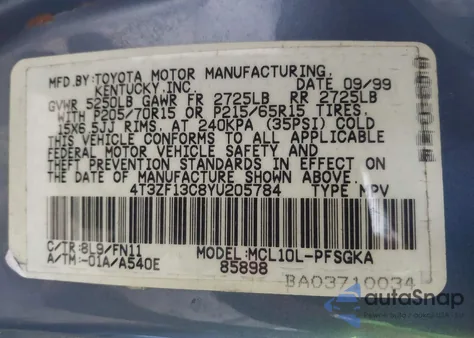 MFD.BY:TOYOTA MOTOR MANUFACTURING,
KENTUCKY,INC. DATE 09/99
GVWR 5250LB GAWR FR 2725LB RR 2725LB
WITH P205/70R15 OR P215/65R15 TIRES,
15X6.5JJ RIMS, AT 240KPA (35PSI) COLD
THIS VEHICLE CONFORMS TO ALL APPLICABLE
FEDERAL MOTOR VEHICLE SAFETY AND
THEFT PREVENTION STANDARDS IN EFFECT ON
THE DATE OF MANUFACTURE SHOWN ABOVE.
4T3ZF13C8YU205784 TYPE MPV
C/TR:8L9/FN11 MODEL:MCL10L-PFSGKA
A/TM:-01A/A540E 85898
BA03710034
autoSnap